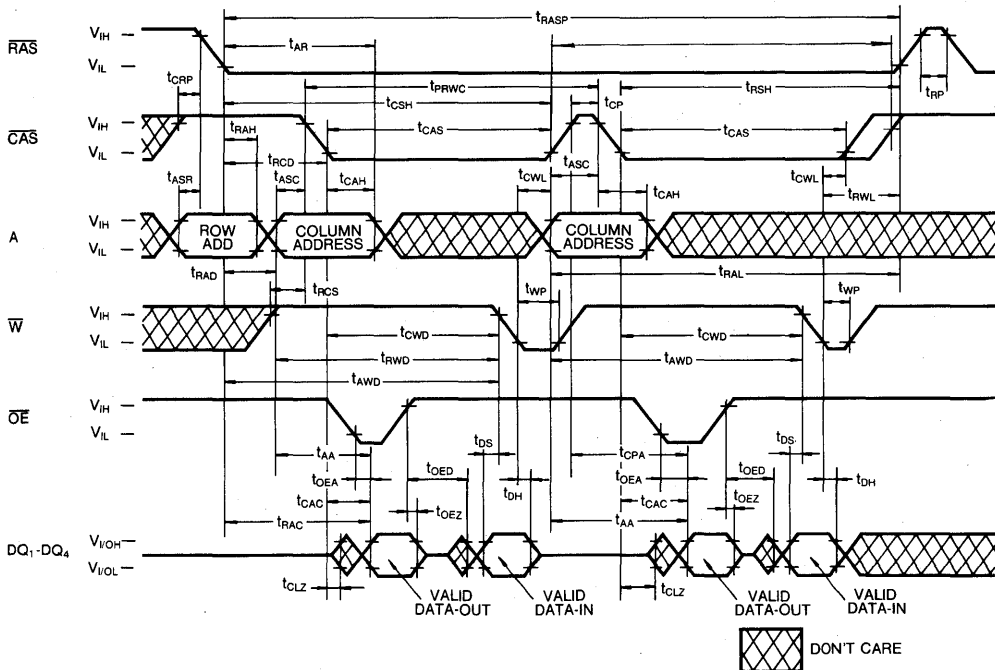 tRASP
RAS
VIH
VIL
tAR
tCRP
tPRWC
tCSH
tCP
tRSH
tRP
CAS
VIH
VIL
tRAH
tRCD
tCAS
tCAS
tASR
tASC
tCAH
tCWL
tASC
tCAH
tCWL
tRWL
A
VIH
VIL
ROW ADD
COLUMN ADDRESS
COLUMN ADDRESS
tRAD
tRAL
tRCS
tWP
tWP
W
VIH
VIL
tCWD
tCWD
tRWD
tAWD
tAWD
OE
VIH
VIL
tAA
tDS
tCPA
tDS
tOEA
tOED
tOEA
tOED
tCAC
tOEZ
tDH
tCAC
tOEZ
tDH
tRAC
tAA
DQ1-DQ4
VI/OH
VI/OL
tCLZ
tCLZ
VALID DATA-OUT
VALID DATA-IN
VALID DATA-OUT
VALID DATA-IN
DON'T CARE